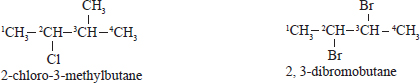 CH₃
¹CH₃–²CH–³CH–⁴CH₃
Cl
2-chloro-3-methylbutane
Br
¹CH₃–²CH–³CH–⁴CH₃
Br
2, 3-dibromobutane